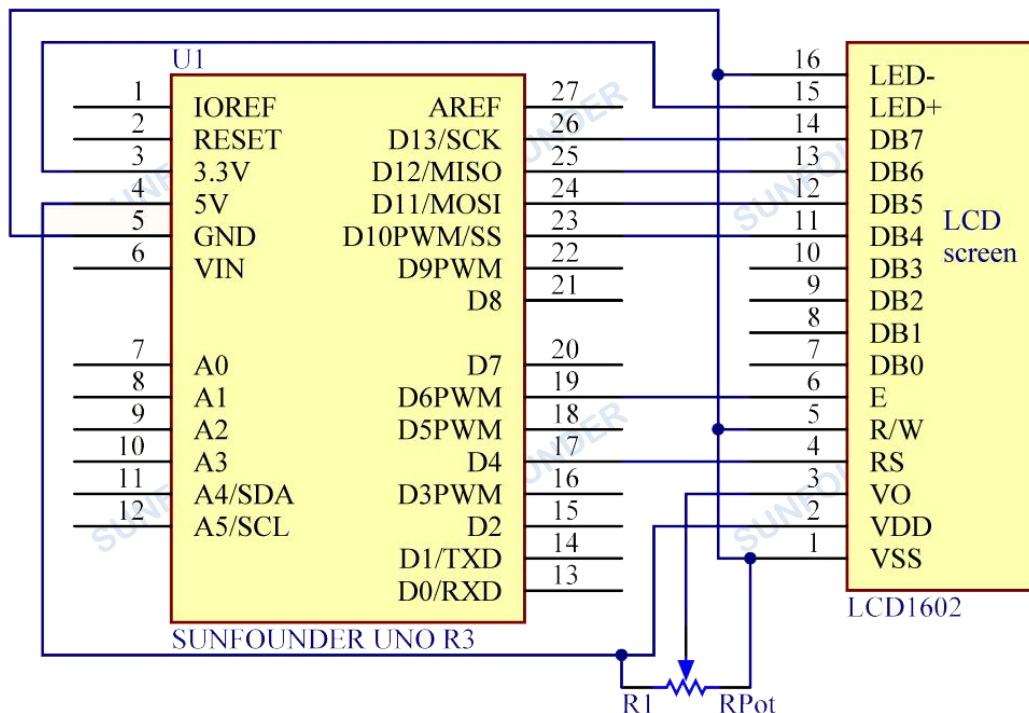 U1
1 IOREF AREF 27
2 RESET D13/SCK 26
3 3.3V D12/MISO 25
4 5V D11/MOSI 24
5 GND D10PWM/SS 23
6 VIN D9PWM 22
D8 21
7 A0 D7 20
8 A1 D6PWM 19
9 A2 D5PWM 18
10 A3 D4 17
11 A4/SDA D3PWM 16
12 A5/SCL D2 15
D1/TXD 14
D0/RXD 13
SUNFOUNDER UNO R3
16 LED-
15 LED+
14 DB7
13 DB6
12 DB5
11 DB4
10 DB3
9 DB2
8 DB1
7 DB0
6 E
5 R/W
4 RS
3 VO
2 VDD
1 VSS
LCD
screen
LCD1602
R1 RPot